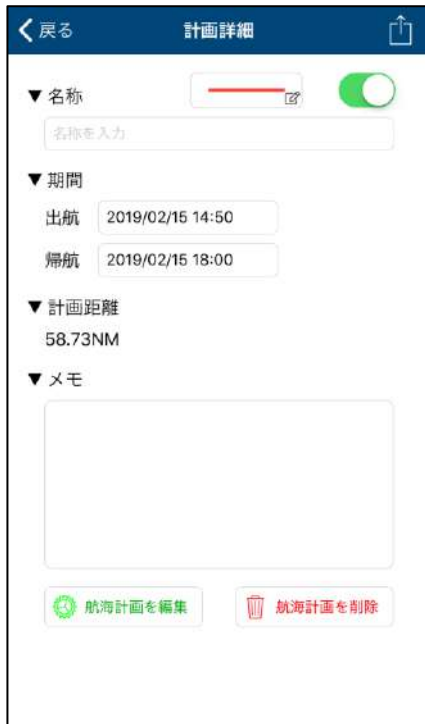 戻る 計画詳細
▼ 名称
名称を入力
▼ 期間
出航 2019/02/15 14:50
帰航 2019/02/15 18:00
▼ 計画距離
58.73NM
▼ メモ
航海計画を編集 航海計画を削除